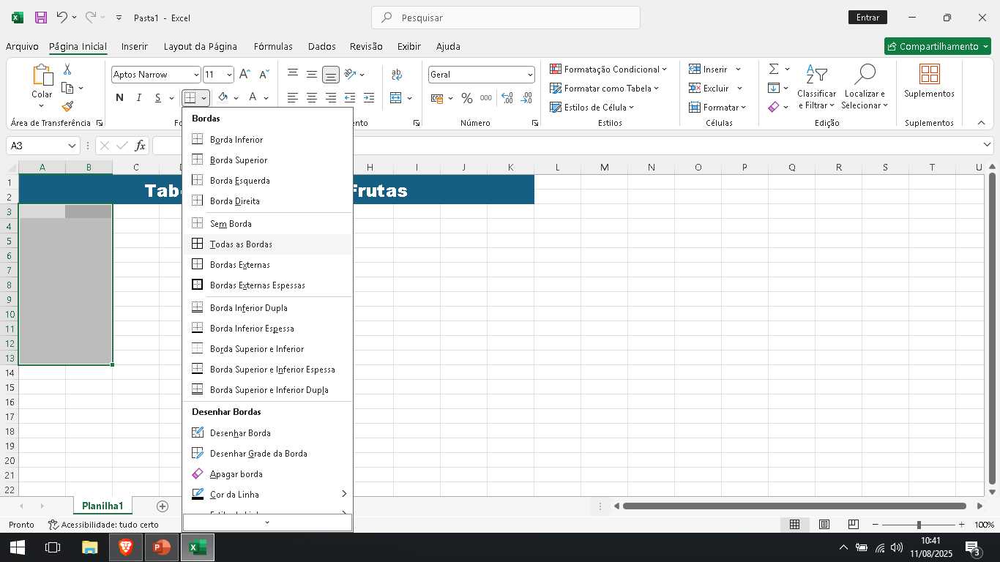 Pasta1 - Excel
Pesquisar
Entrar
Arquivo
Página Inicial
Inserir
Layout da Página
Fórmulas
Dados
Revisão
Exibir
Ajuda
Compartilhamento
Colar
Área de Transferência
Aptos Narrow
11
A
A
N
I
S
A
Fo
ab
nto
Geral
%
000
Número
Formatação Condicional
Formatar como Tabela
Estilos de Célula
Estilos
Inserir
Excluir
Formatar
Células
Classificar
e Filtrar
Localizar e
Selecionar
Edição
Suplementos
Suplementos
A3
fx
A B C D H I J K L M N O P Q R S T U
1
2
3
4
5
6
7
8
9
10
11
12
13
14
15
16
17
18
19
20
21
22
Tab
Frutas
Bordas
Borda Inferior
Borda Superior
Borda Esquerda
Borda Direita
Sem Borda
Todas as Bordas
Bordas Externas
Bordas Externas Espessas
Borda Inferior Dupla
Borda Inferior Espessa
Borda Superior e Inferior
Borda Superior e Inferior Espessa
Borda Superior e Inferior Dupla
Desenhar Bordas
Desenhar Borda
Desenhar Grade da Borda
Apagar borda
Cor da Linha
Planilha1
Pronto
Acessibilidade: tudo certo
100%
10:41
11/08/2025
3